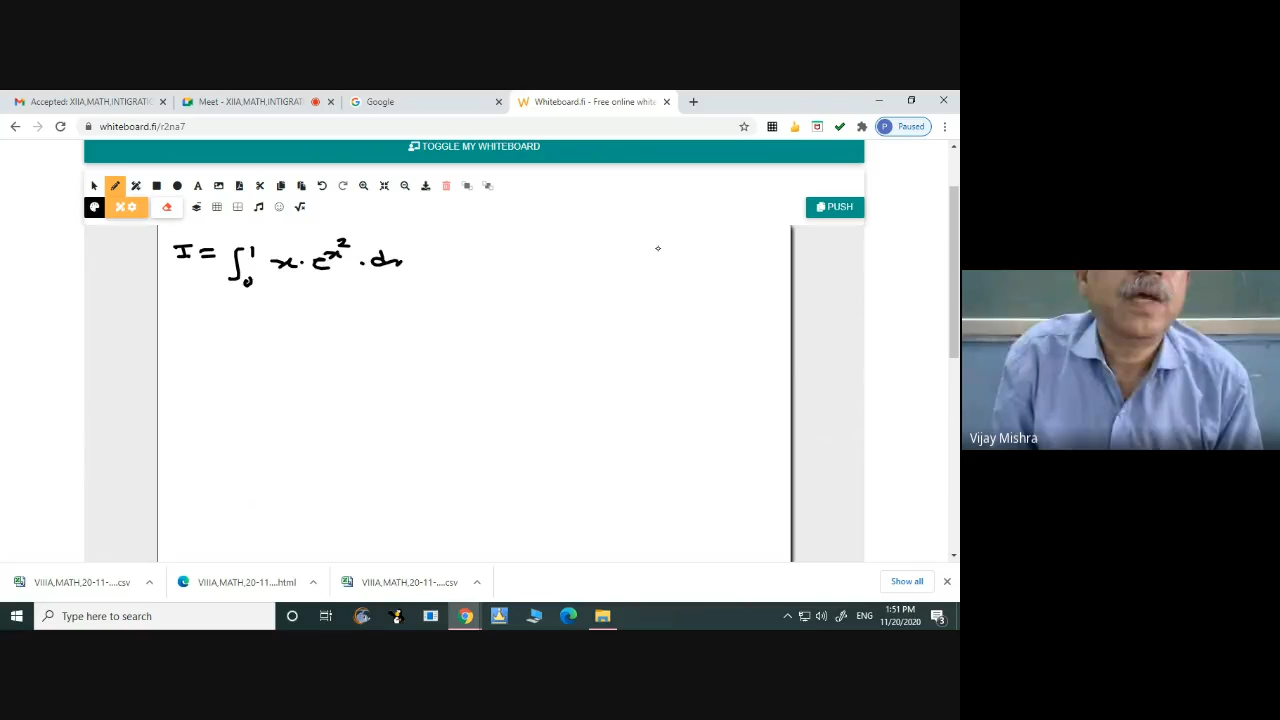 Accepted: XIIA,MATH,INTIGRATIC
Meet - XIIA,MATH,INTIGRAT
Google
Whiteboard.fi - Free online white
whiteboard.fi/r2na7
P Paused
TOGGLE MY WHITEBOARD
PUSH
I = ∫₀¹ x · e^{x²} · dx
Vijay Mishra
VIIIA,MATH,20-11-....csv
VIIIA,MATH,20-11....html
VIIIA,MATH,20-11-....csv
Show all
Type here to search
ENG
1:51 PM
11/20/2020
3